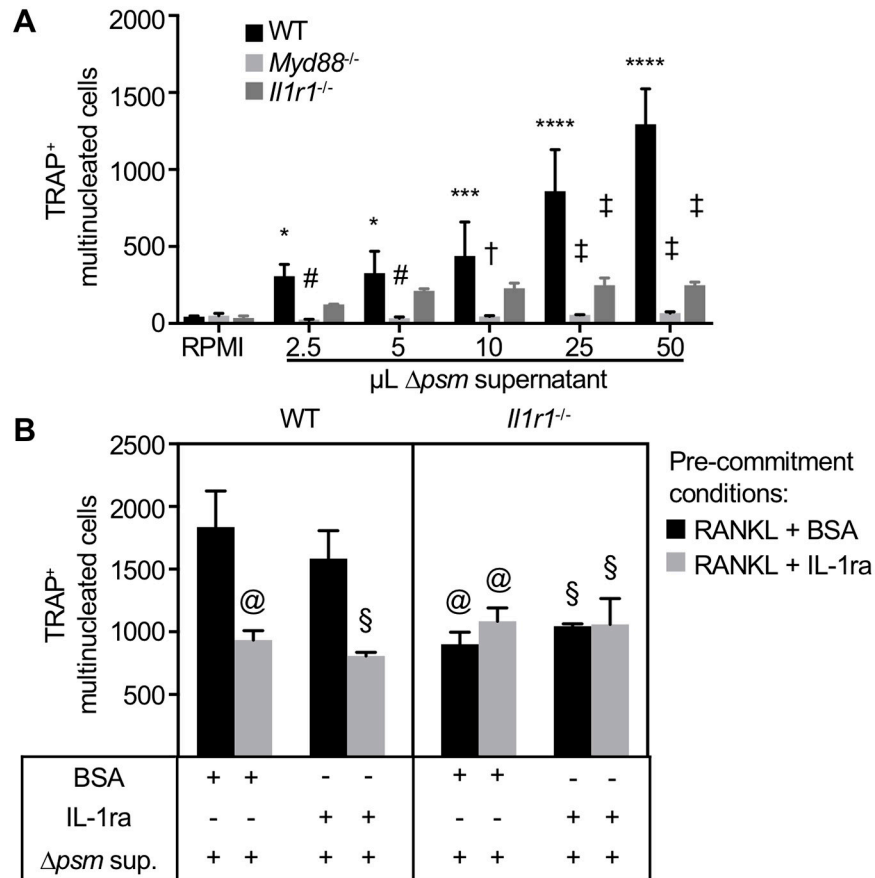 A
2000
1500
1000
500
0
TRAP⁺
multinucleated cells
WT
Myd88⁻/⁻
Il1r1⁻/⁻
* # * # *** † **** ‡ ‡ **** ‡ ‡
RPMI 2.5 5 10 25 50
µL Δpsm supernatant
B
WT Il1r1⁻/⁻
2500
2000
1500
1000
500
TRAP⁺
multinucleated cells
@ § @ @ § §
Pre-commitment
conditions:
RANKL + BSA
RANKL + IL-1ra
BSA + + - - + + - -
IL-1ra - - + + - - + +
Δpsm sup. + + + + + + + +